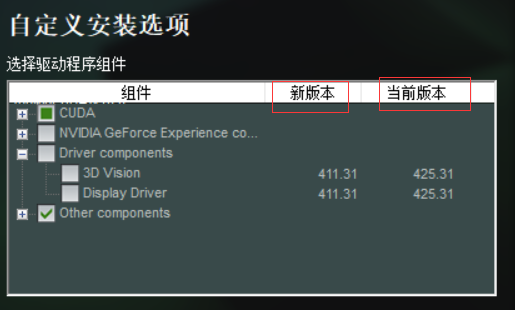 自定义安装选项
选择驱动程序组件
组件 新版本 当前版本
CUDA
NVIDIA GeForce Experience co...
Driver components
3D Vision 411.31 425.31
Display Driver 411.31 425.31
Other components